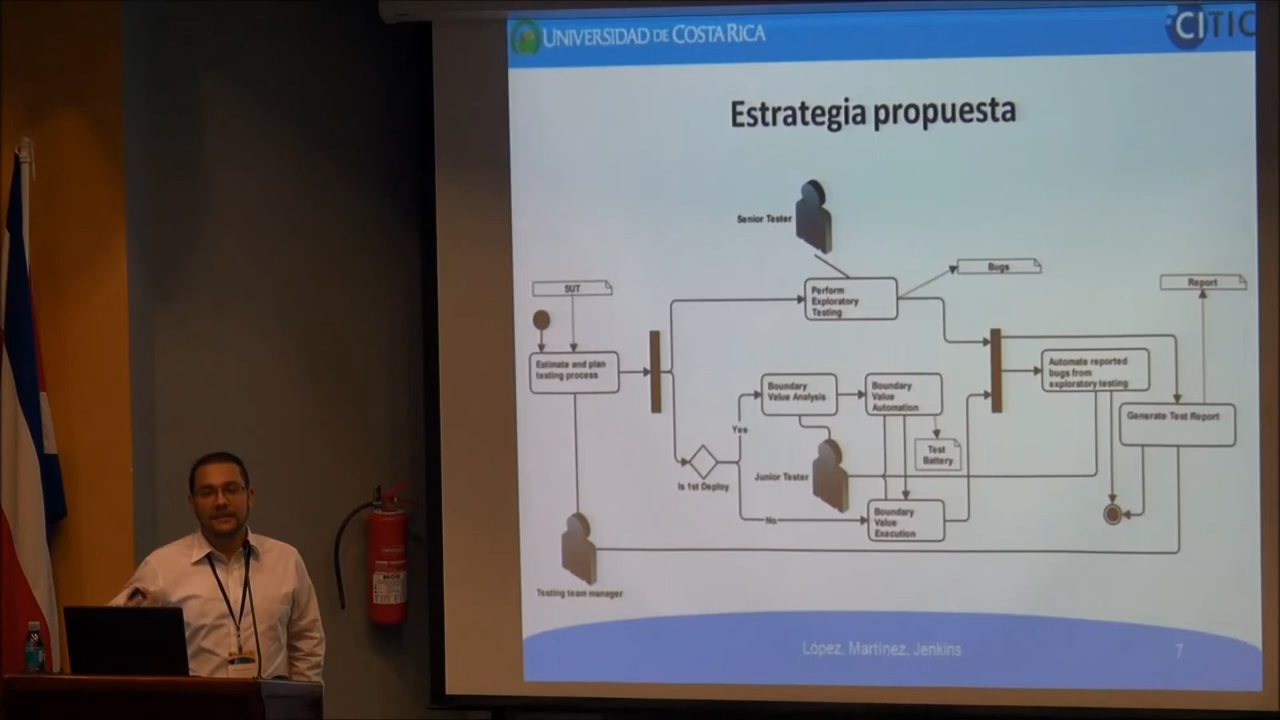 UNIVERSIDAD DE COSTA RICA
CITIC
Estrategia propuesta
Senior Tester
Bugs
Report
SUT
Perform
Exploratory
Testing
Estimate and plan
testing process
Automate reported
bugs from
exploratory testing
Boundary
Value Analysis
Boundary
Value
Automation
Generate Test Report
Yes
Test
Battery
Junior Tester
Is 1st Deploy
No
Boundary
Value
Execution
Testing team manager
López, Martínez, Jenkins
7